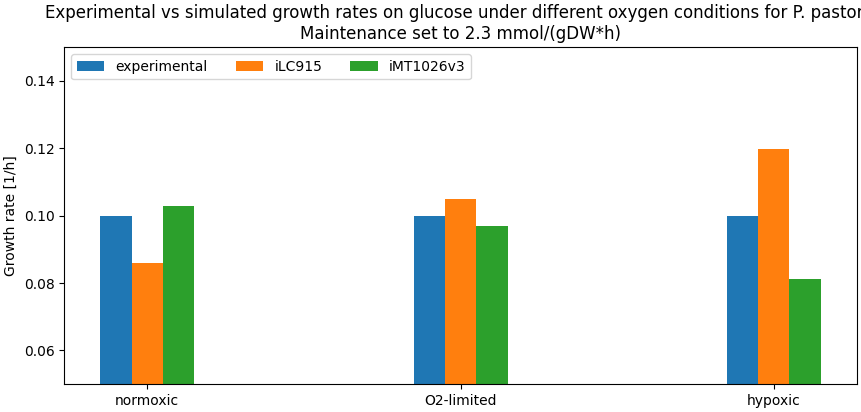 Experimental vs simulated growth rates on glucose under different oxygen conditions for P. pastor
Maintenance set to 2.3 mmol/(gDW*h)
experimental iLC915 iMT1026v3
0.14
0.12
0.10
0.08
0.06
Growth rate [1/h]
normoxic O2-limited hypoxic